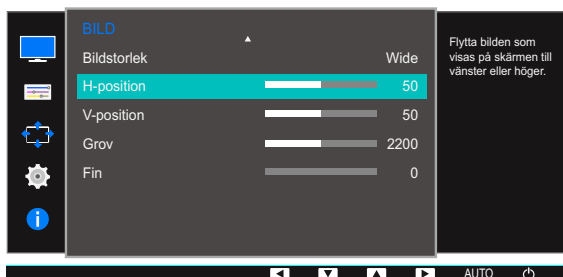 BILD
Bildstorlek Wide
H-position 50
V-position 50
Grov 2200
Fin 0
Flytta bilden som
visas på skärmen till
vänster eller höger.
AUTO